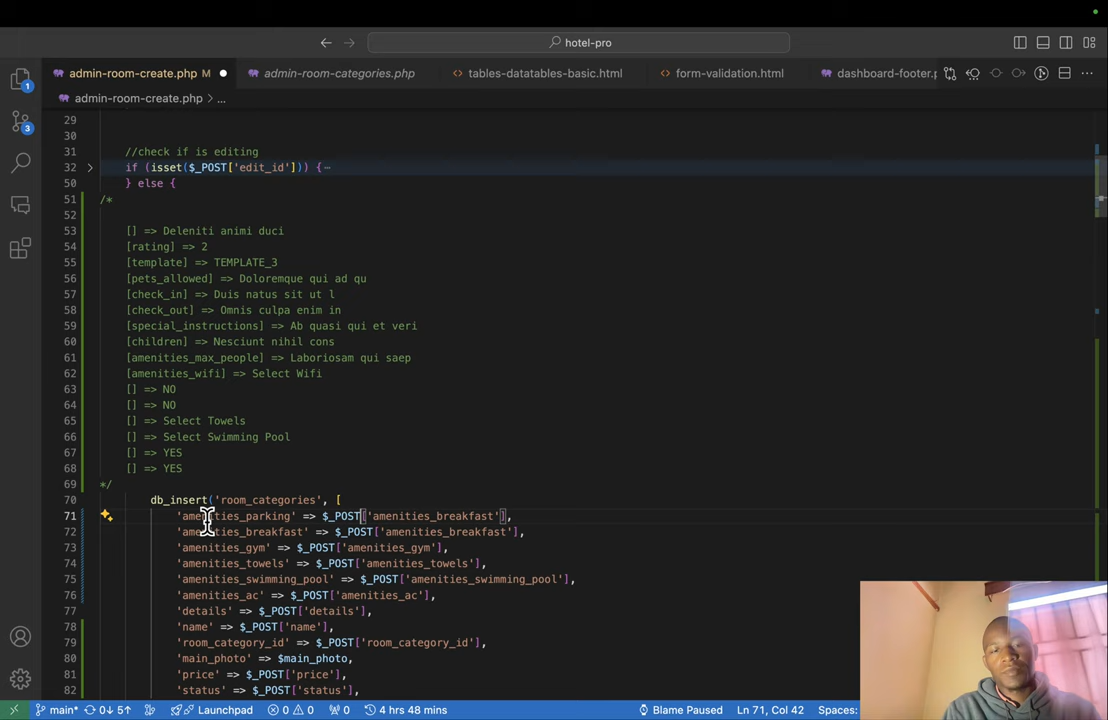 hotel-pro
admin-room-create.php M
admin-room-categories.php
tables-datatables-basic.html
form-validation.html
dashboard-footer.p
admin-room-create.php > ...
29
30
31 //check if is editing
32 if (isset($_POST['edit_id'])) {
50 } else {
51 /*
52
53 [] => Deleniti animi duci
54 [rating] => 2
55 [template] => TEMPLATE_3
56 [pets_allowed] => Doloremque qui ad qu
57 [check_in] => Duis natus sit ut l
58 [check_out] => Omnis culpa enim in
59 [special_instructions] => Ab quasi qui et veri
60 [children] => Nesciunt nihil cons
61 [amenities_max_people] => Laboriosam qui saep
62 [amenities_wifi] => Select Wifi
63 [] => NO
64 [] => NO
65 [] => Select Towels
66 [] => Select Swimming Pool
67 [] => YES
68 [] => YES
69 */
70 db_insert('room_categories', [
71 'amenities_parking' => $_POST['amenities_breakfast'],
72 'amenities_breakfast' => $_POST['amenities_breakfast'],
73 'amenities_gym' => $_POST['amenities_gym'],
74 'amenities_towels' => $_POST['amenities_towels'],
75 'amenities_swimming_pool' => $_POST['amenities_swimming_pool'],
76 'amenities_ac' => $_POST['amenities_ac'],
77 'details' => $_POST['details'],
78 'name' => $_POST['name'],
79 'room_category_id' => $_POST['room_category_id'],
80 'main_photo' => $main_photo,
81 'price' => $_POST['price'],
82 'status' => $_POST['status'],
1
3
main* 0↓ 5↑ Launchpad 0 0 0 4 hrs 48 mins Blame Paused Ln 71, Col 42 Spaces: